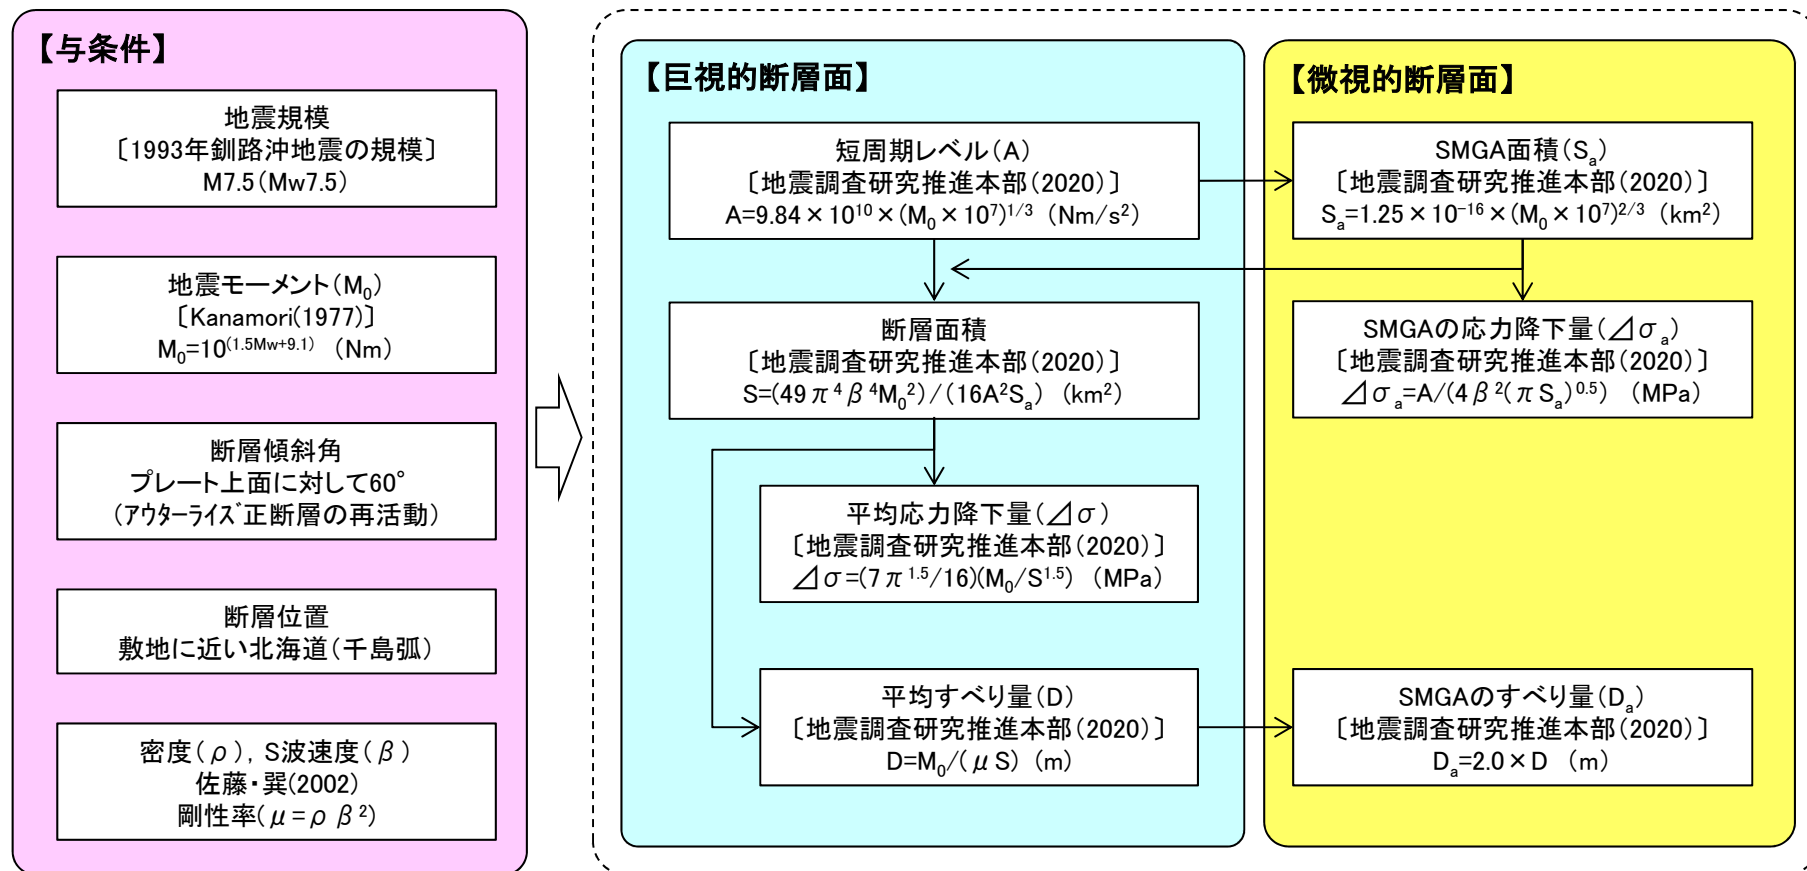 【与条件】
地震規模
〔1993年釧路沖地震の規模〕
M7.5(Mw7.5)
地震モーメント(M₀)
〔Kanamori(1977)〕
M₀=10⁽¹·⁵ᴹʷ⁺⁹·¹⁾ (Nm)
断層傾斜角
プレート上面に対して60°
(アウターライズ正断層の再活動)
断層位置
敷地に近い北海道(千島弧)
密度(ρ), S波速度(β)
佐藤・巽(2002)
剛性率(μ=ρβ²)
【巨視的断層面】
短周期レベル(A)
〔地震調査研究推進本部(2020)〕
A=9.84×10¹⁰×(M₀×10⁷)¹/³ (Nm/s²)
断層面積
〔地震調査研究推進本部(2020)〕
S=(49π⁴β⁴M₀²)/(16A²Sₐ) (km²)
平均応力降下量(⊿σ)
〔地震調査研究推進本部(2020)〕
⊿σ=(7π¹·⁵/16)(M₀/S¹·⁵) (MPa)
平均すべり量(D)
〔地震調査研究推進本部(2020)〕
D=M₀/(μS) (m)
【微視的断層面】
SMGA面積(Sₐ)
〔地震調査研究推進本部(2020)〕
Sₐ=1.25×10⁻¹⁶×(M₀×10⁷)²/³ (km²)
SMGAの応力降下量(⊿σₐ)
〔地震調査研究推進本部(2020)〕
⊿σₐ=A/(4β²(πSₐ)⁰·⁵) (MPa)
SMGAのすべり量(Dₐ)
〔地震調査研究推進本部(2020)〕
Dₐ=2.0×D (m)